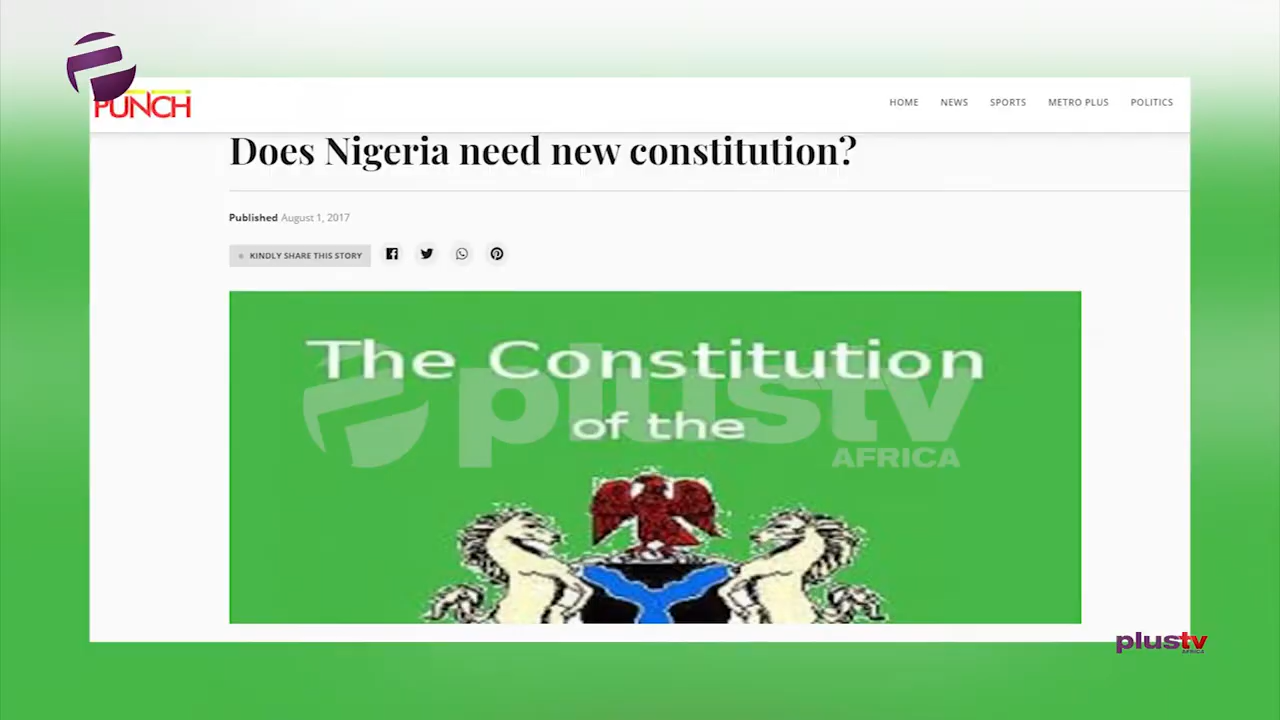 PUNCH
HOME NEWS SPORTS METRO PLUS POLITICS
Does Nigeria need new constitution?
Published August 1, 2017
KINDLY SHARE THIS STORY
The Constitution
of the
plustv
AFRICA
plustv
AFRICA